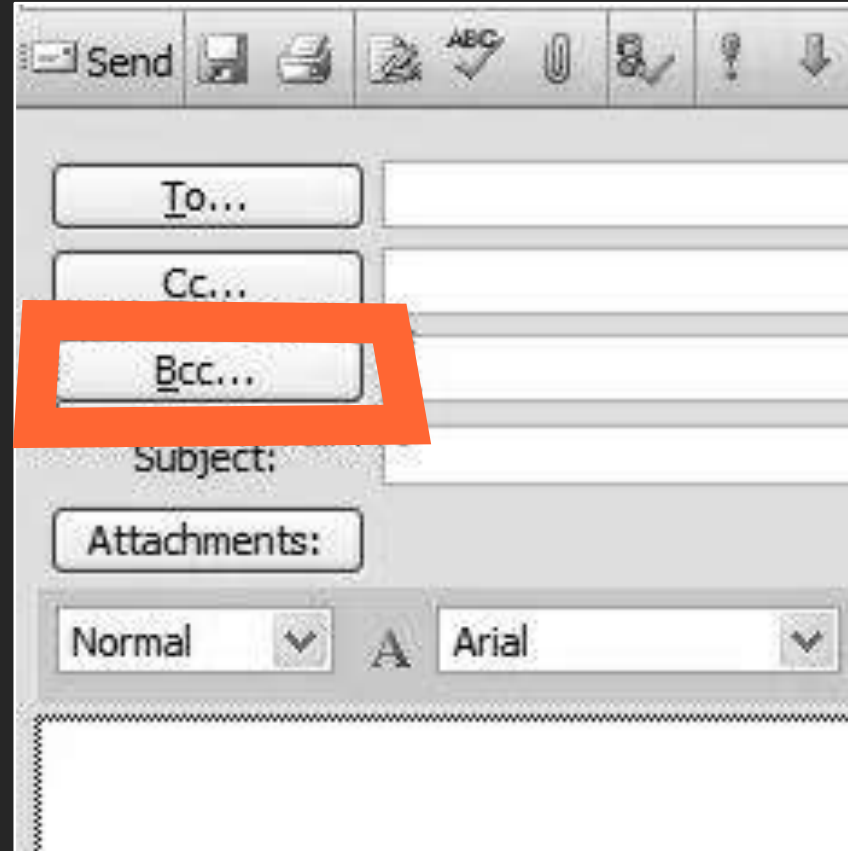 Send ABC
To...
Cc...
Bcc...
Subject:
Attachments:
Normal A Arial